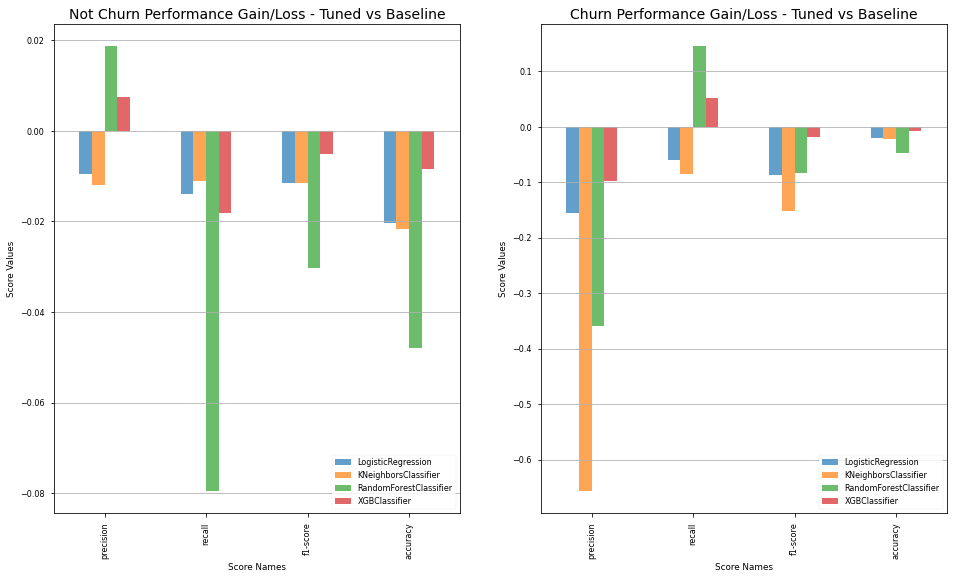 Not Churn Performance Gain/Loss - Tuned vs Baseline
0.02
0.00
−0.02
−0.04
−0.06
−0.08
Score Values
LogisticRegression
KNeighborsClassifier
RandomForestClassifier
XGBClassifier
precision
recall
f1-score
accuracy
Score Names
Churn Performance Gain/Loss - Tuned vs Baseline
0.1
0.0
−0.1
−0.2
−0.3
−0.4
−0.5
−0.6
Score Values
LogisticRegression
KNeighborsClassifier
RandomForestClassifier
XGBClassifier
precision
recall
f1-score
accuracy
Score Names